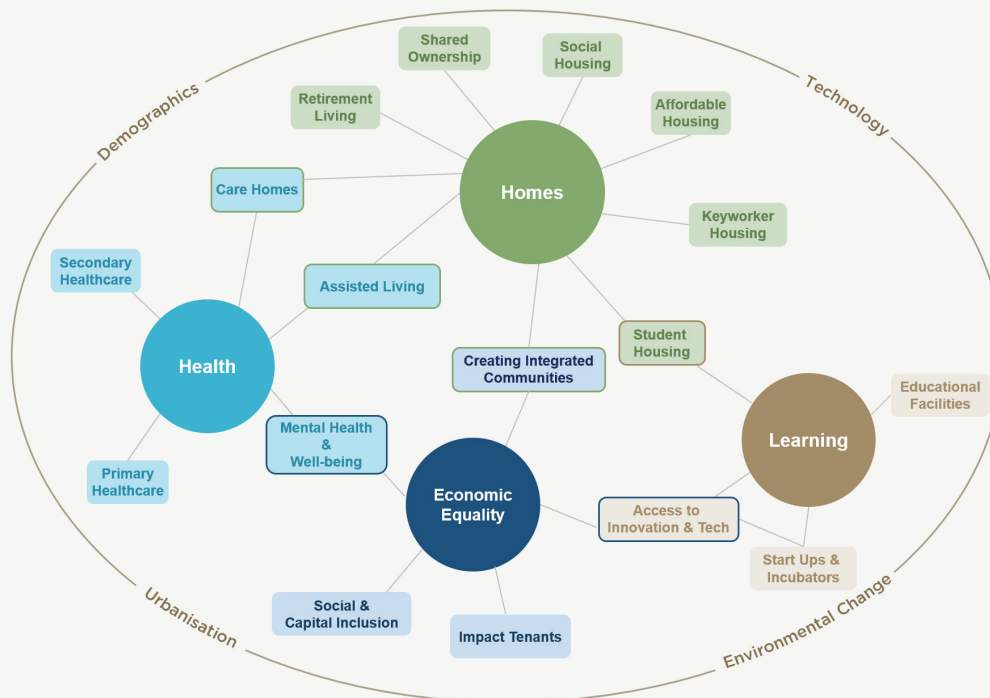 Shared
Ownership
Social
Housing
Demographics
Technology
Retirement
Living
Affordable
Housing
Care Homes
Homes
Keyworker
Housing
Secondary
Healthcare
Assisted Living
Health
Student
Housing
Creating Integrated
Communities
Educational
Facilities
Mental Health
&
Well-being
Learning
Primary
Healthcare
Economic
Equality
Access to
Innovation & Tech
Start Ups &
Incubators
Urbanisation
Social &
Capital Inclusion
Impact Tenants
Environmental Change